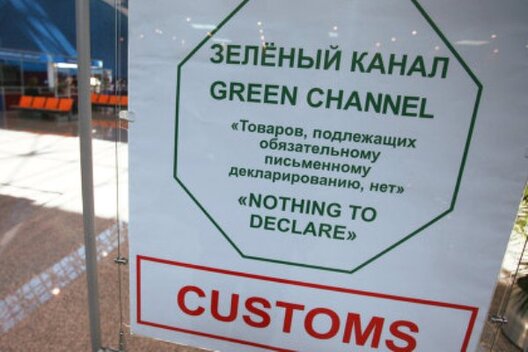 ЗЕЛЁНЫЙ КАНАЛ
GREEN CHANNEL
«Товаров, подлежащих
обязательному
письменному
декларированию, нет»
«NOTHING TO
DECLARE»
CUSTOMS